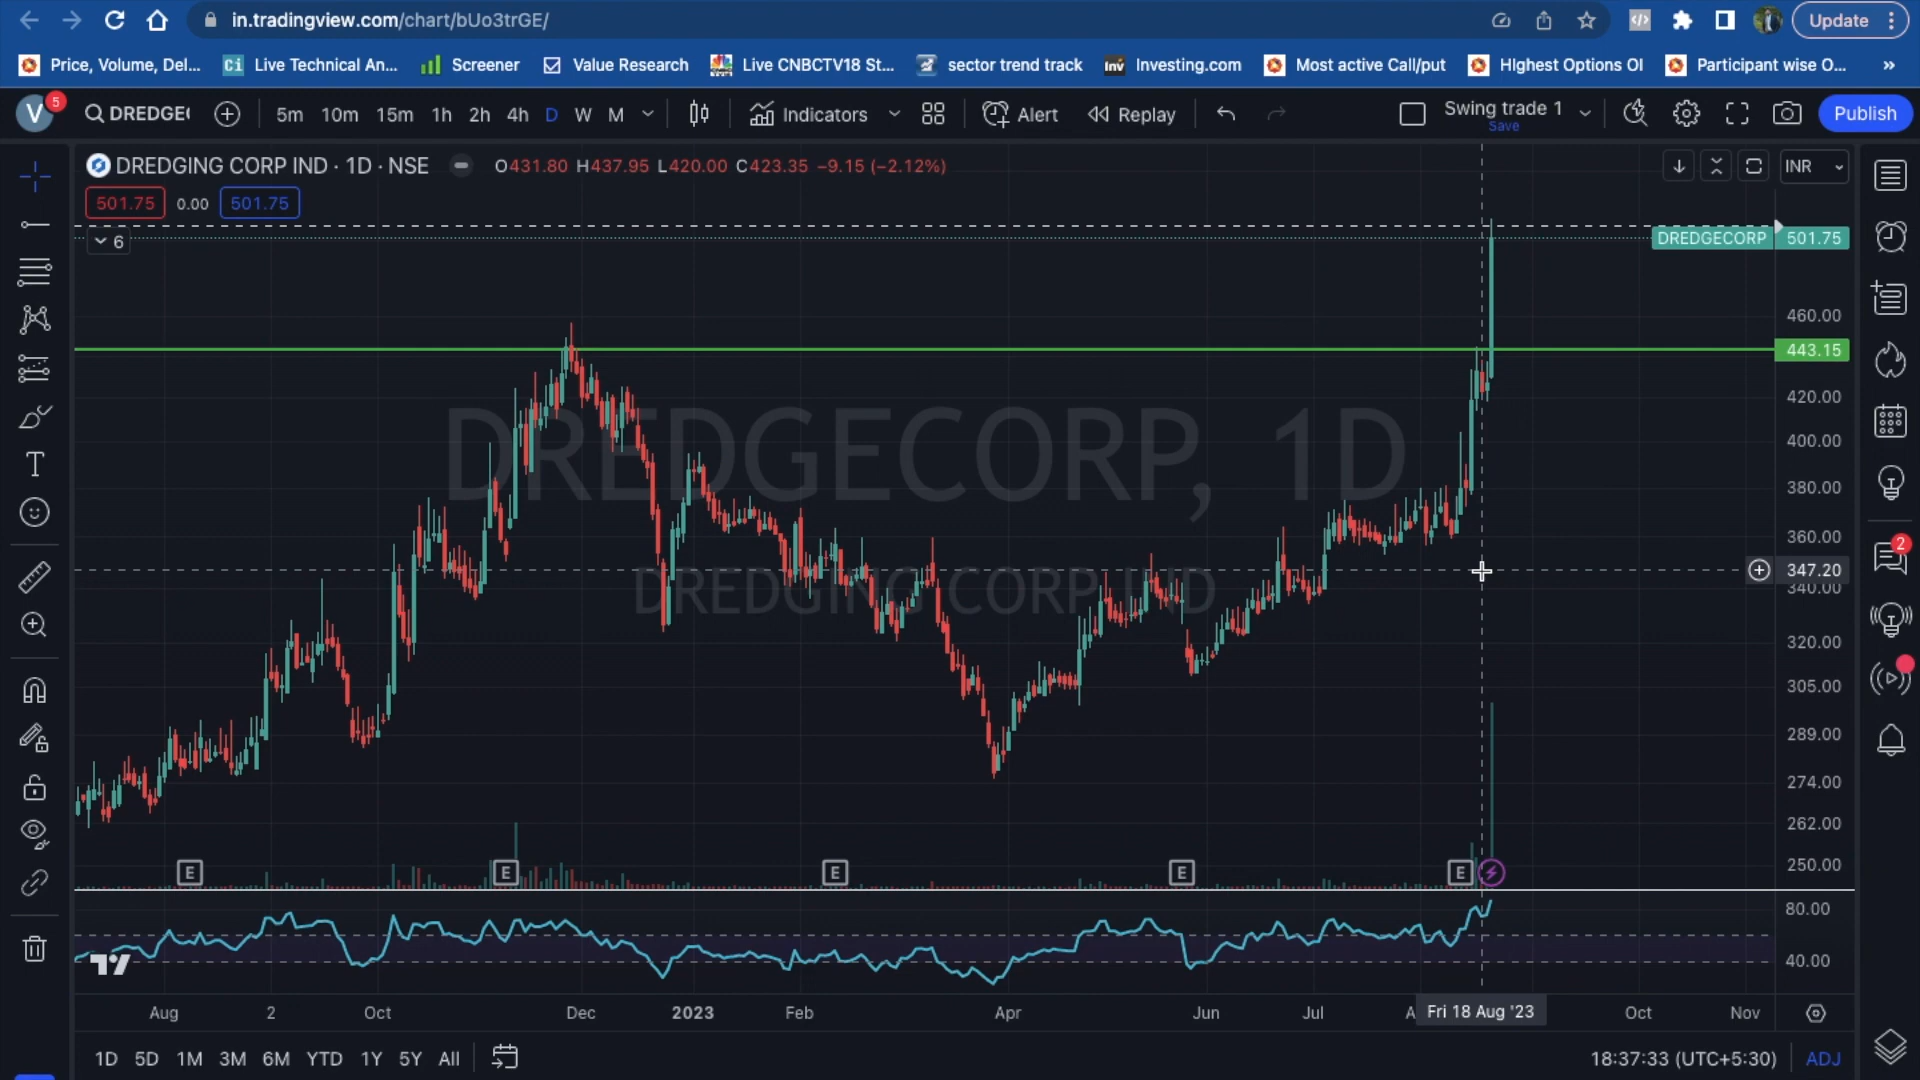 in.tradingview.com/chart/bUo3trGE/
Update
Price, Volume, Del...
Live Technical An...
Screener
Value Research
Live CNBCTV18 St...
sector trend track
Investing.com
Most active Call/put
HIghest Options OI
Participant wise O...
»
V 5
DREDGE
5m 10m 15m 1h 2h 4h D W M
Indicators
Alert
Replay
Swing trade 1
Save
Publish
DREDGING CORP IND · 1D · NSE
O431.80 H437.95 L420.00 C423.35 −9.15 (−2.12%)
INR
501.75 0.00 501.75
6
DREDGECORP 501.75
460.00
443.15
420.00
DREDGECORP, 1D
400.00
380.00
360.00
347.20
DREDGING CORP IND
340.00
320.00
305.00
289.00
274.00
262.00
250.00
E E E E E
80.00
40.00
Aug 2 Oct Dec 2023 Feb Apr Jun Jul A Fri 18 Aug '23 Oct Nov
1D 5D 1M 3M 6M YTD 1Y 5Y All
18:37:33 (UTC+5:30) ADJ
2